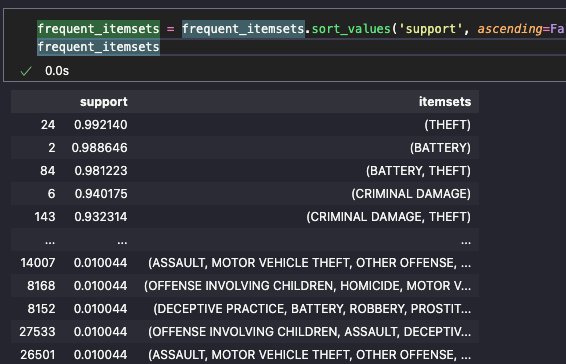 frequent_itemsets = frequent_itemsets.sort_values('support', ascending=Fa
frequent_itemsets
0.0s
support itemsets
24 0.992140 (THEFT)
2 0.988646 (BATTERY)
84 0.981223 (BATTERY, THEFT)
6 0.940175 (CRIMINAL DAMAGE)
143 0.932314 (CRIMINAL DAMAGE, THEFT)
... ... ...
14007 0.010044 (ASSAULT, MOTOR VEHICLE THEFT, OTHER OFFENSE, ...
8168 0.010044 (OFFENSE INVOLVING CHILDREN, HOMICIDE, MOTOR V...
8152 0.010044 (DECEPTIVE PRACTICE, BATTERY, ROBBERY, PROSTIT...
27533 0.010044 (OFFENSE INVOLVING CHILDREN, ASSAULT, DECEPTIV...
26501 0.010044 (ASSAULT, MOTOR VEHICLE THEFT, OTHER OFFENSE, ...